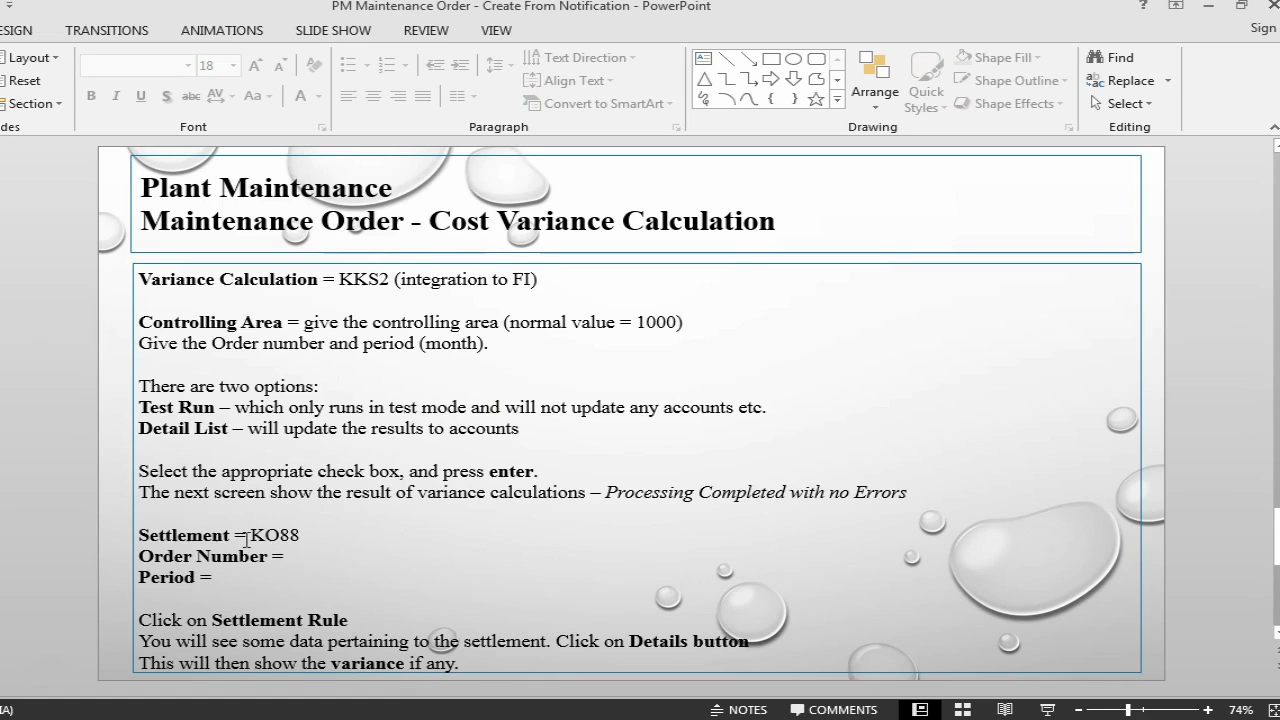 PM Maintenance Order - Create From Notification - PowerPoint
?
Sign
ESIGN TRANSITIONS ANIMATIONS SLIDE SHOW REVIEW VIEW
Layout
Reset
Section
des
18
A A
B I U S abc AV Aa A
Font
Text Direction
Align Text
Convert to SmartArt
Paragraph
Arrange
Quick Styles
Shape Fill
Shape Outline
Shape Effects
Drawing
Find
Replace
Select
Editing
Plant Maintenance
Maintenance Order - Cost Variance Calculation
Variance Calculation = KKS2 (integration to FI)
Controlling Area = give the controlling area (normal value = 1000)
Give the Order number and period (month).
There are two options:
Test Run – which only runs in test mode and will not update any accounts etc.
Detail List – will update the results to accounts
Select the appropriate check box, and press enter.
The next screen show the result of variance calculations – Processing Completed with no Errors
Settlement = KO88
Order Number =
Period =
Click on Settlement Rule
You will see some data pertaining to the settlement. Click on Details button
This will then show the variance if any.
IA) NOTES COMMENTS 74%